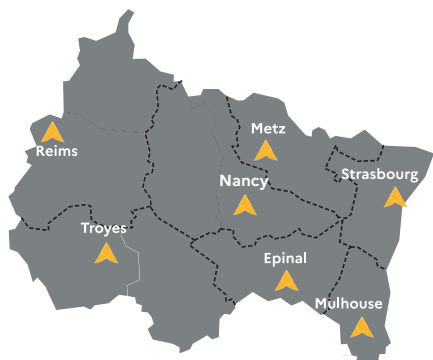 Metz
Reims
Strasbourg
Nancy
Troyes
Epinal
Mulhouse